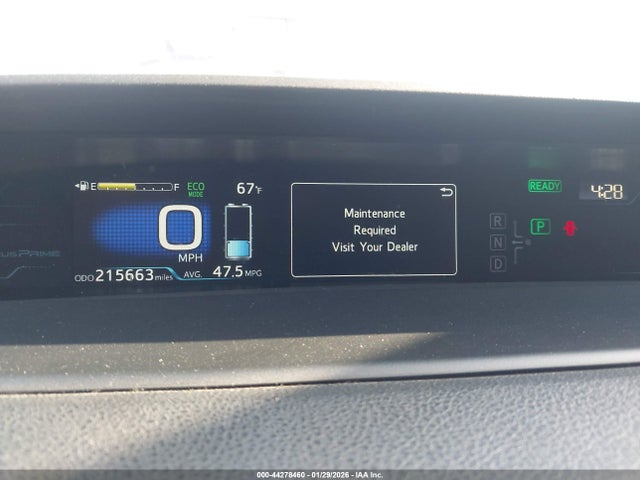 E F
ECO
MODE
67°F
0
MPH
ODO 215663 miles
AVG. 47.5 MPG
Maintenance
Required
Visit Your Dealer
READY
4:28
R
N
D
P
PRIME
000-44278460 - 01/29/2026 - IAA Inc.